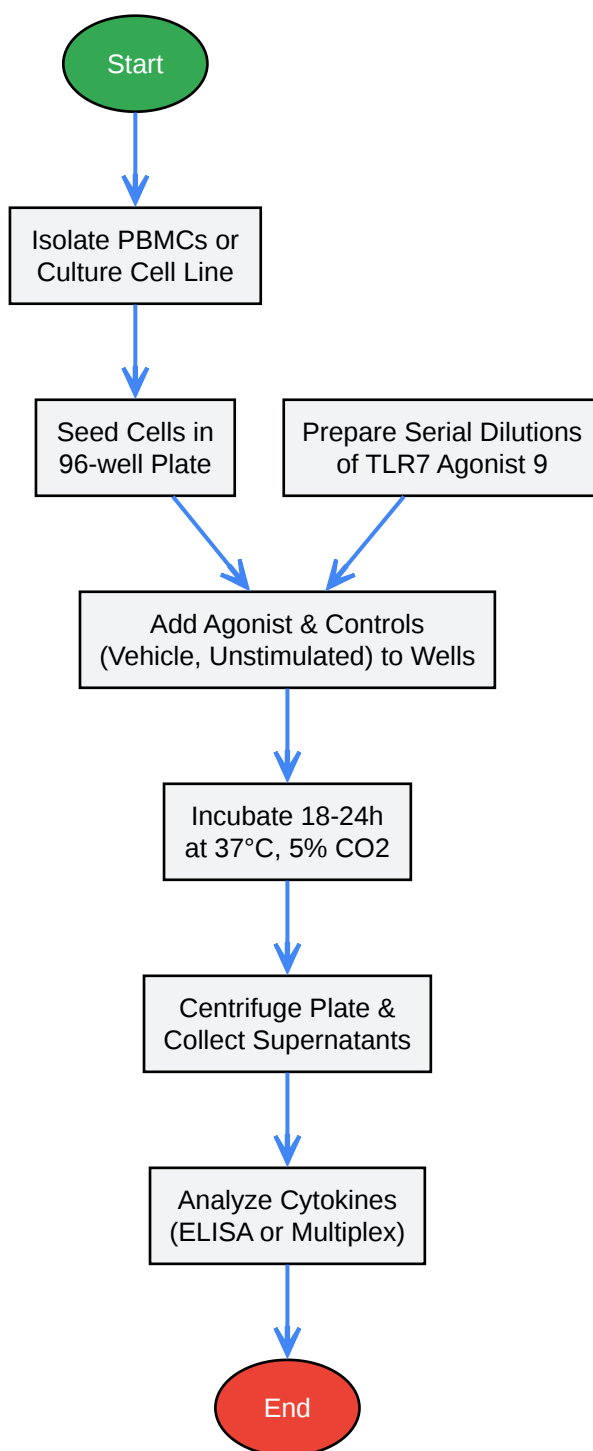 Start
Isolate PBMCs or
Culture Cell Line
Seed Cells in
96-well Plate
Prepare Serial Dilutions
of TLR7 Agonist 9
Add Agonist & Controls
(Vehicle, Unstimulated) to Wells
Incubate 18-24h
at 37°C, 5% CO2
Centrifuge Plate &
Collect Supernatants
Analyze Cytokines
(ELISA or Multiplex)
End